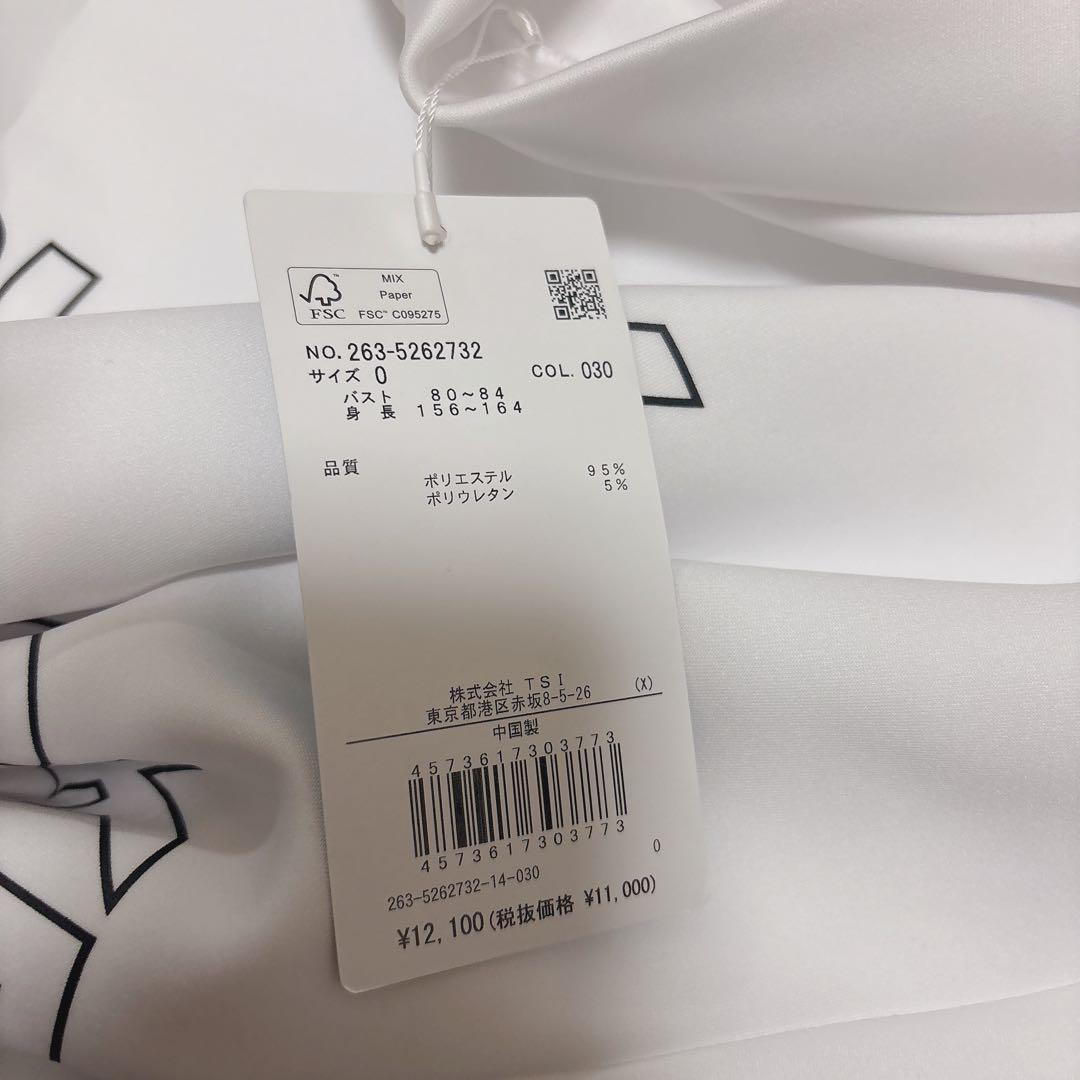 MIX
Paper
FSC™ FSC™ C095275
NO. 263-5262732
サイズ 0 COL. 030
バスト 80～84
身長 156～164
品質
ポリエステル 95%
ポリウレタン 5%
株式会社 TSI (X)
東京都港区赤坂8-5-26
中国製
4573617303773
4573617303773
0
263-5262732-14-030
¥12,100(税抜価格 ¥11,000)